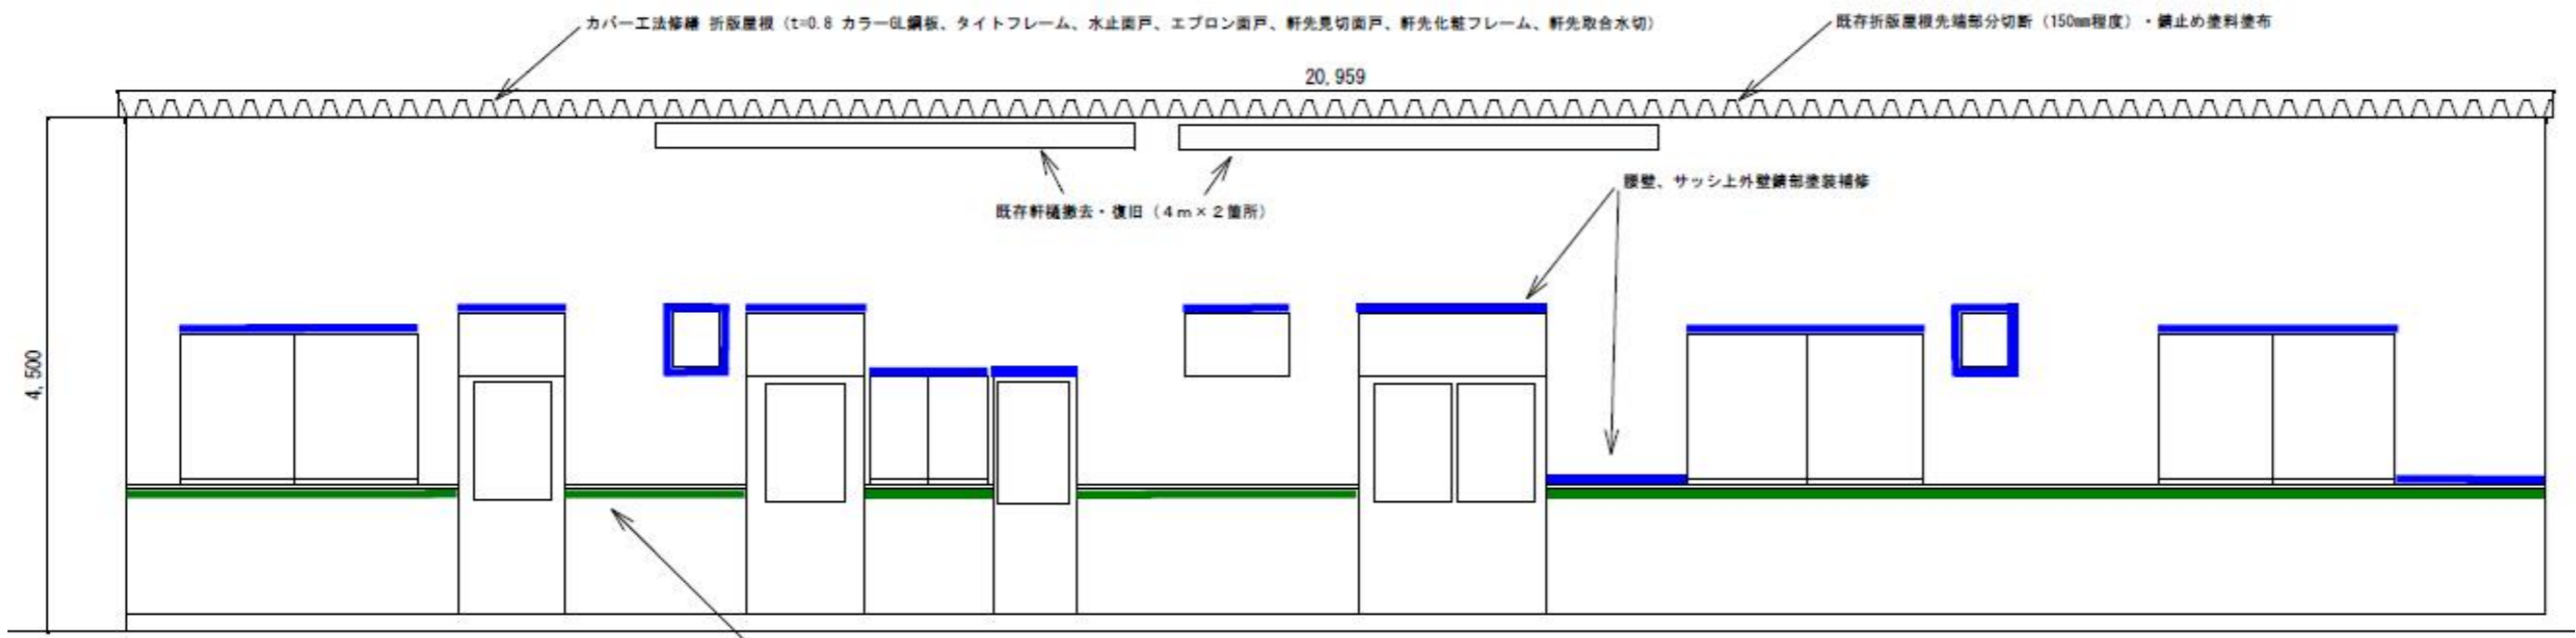 カバー工法修繕 折版屋根（t=0.8 カラーGL鋼板、タイトフレーム、水止面戸、エプロン面戸、軒先見切面戸、軒先化粧フレーム、軒先取合水切）
既存折版屋根先端部分切断（150mm程度）・錆止め塗料塗布
20,959
既存軒樋撤去・復旧（4ｍ×２箇所）
腰壁、サッシ上外壁錆部塗装補修
4,500